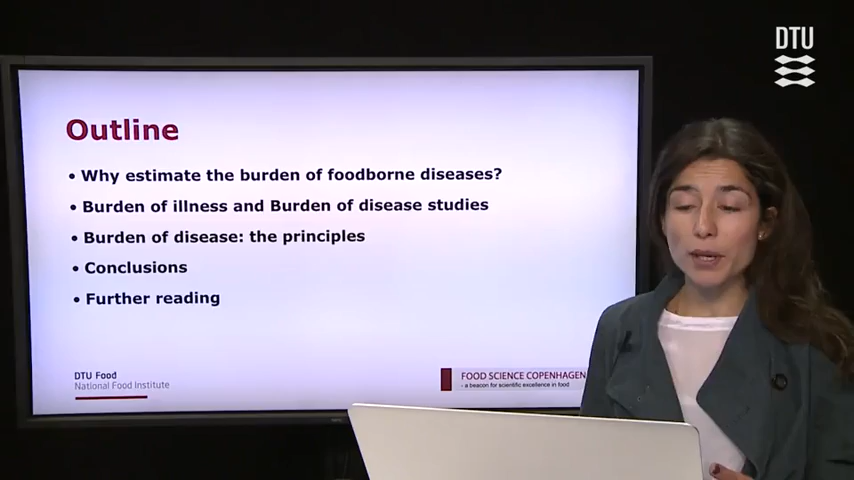 DTU
Outline
• Why estimate the burden of foodborne diseases?
• Burden of illness and Burden of disease studies
• Burden of disease: the principles
• Conclusions
• Further reading
DTU Food
National Food Institute
FOOD SCIENCE COPENHAGEN
- a beacon for scientific excellence in food